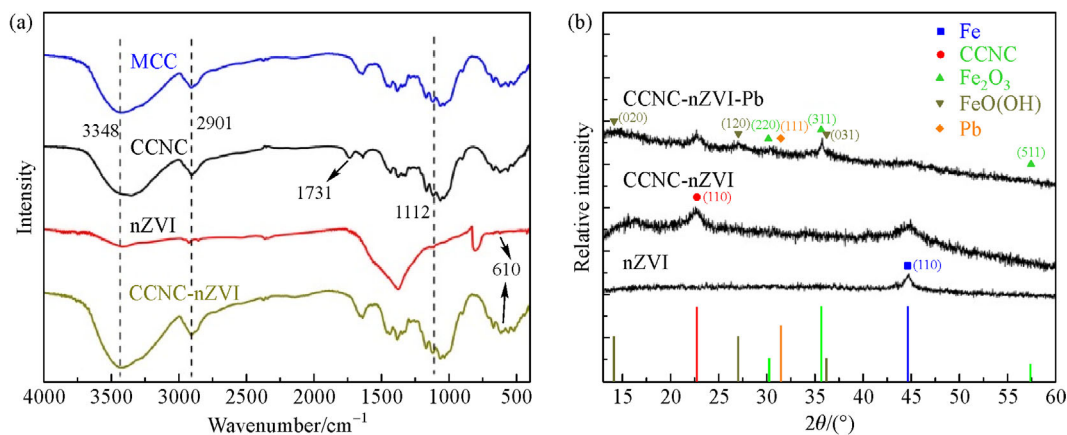 (a)
MCC
3348
2901
CCNC
1731
1112
nZVI
610
CCNC-nZVI
Intensity
4000 3500 3000 2500 2000 1500 1000 500
Wavenumber/cm⁻¹
(b)
Fe
CCNC
Fe₂O₃
FeO(OH)
Pb
CCNC-nZVI-Pb
(020)
(120)
(220)
(111)
(311)
(031)
(511)
CCNC-nZVI
(110)
nZVI
(110)
Relative intensity
15 20 25 30 35 40 45 50 55 60
2θ/(°)